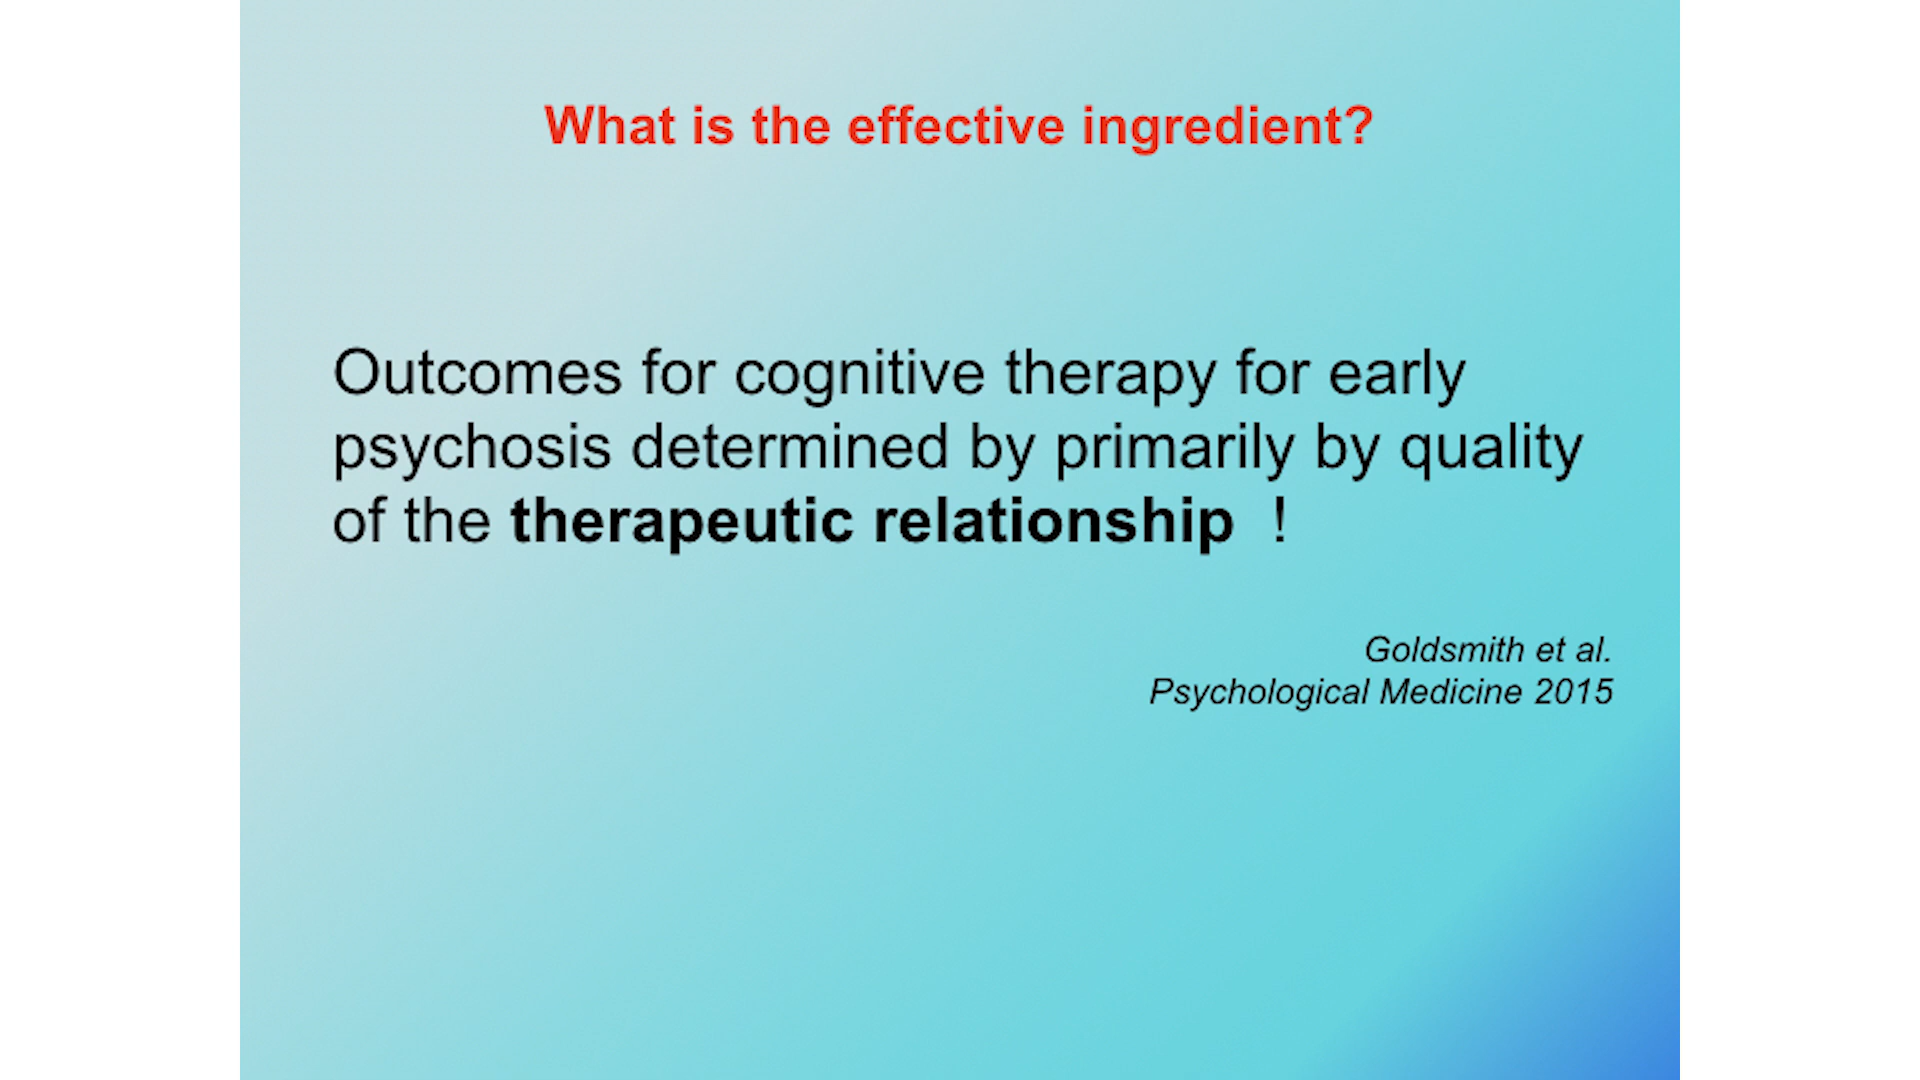 What is the effective ingredient?
Outcomes for cognitive therapy for early
psychosis determined by primarily by quality
of the therapeutic relationship !
Goldsmith et al.
Psychological Medicine 2015